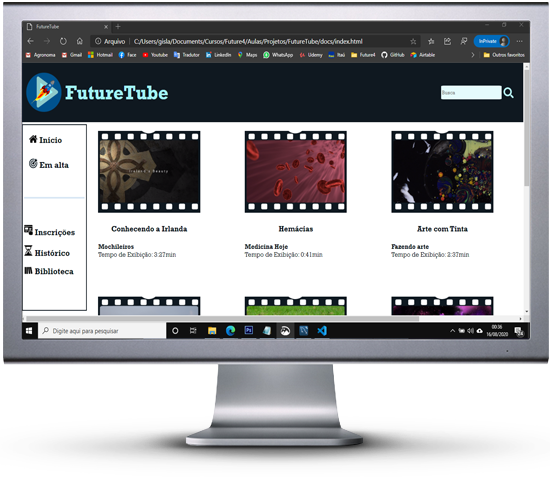 FutureTube
Arquivo | C:/Users/gisla/Documents/Cursos/Future4/Aulas/Projetos/FutureTube/docs/index.html
InPrivate
Agronoma Gmail Hotmail Face Youtube Tradutor LinkedIn Maps WhatsApp Udemy Itaú Future4 GitHub Airtable Outros favoritos
FutureTube
Busca
Início
Em alta
Inscrições
Histórico
Biblioteca
Ireland's Beauty
Conhecendo a Irlanda
Mochileiros
Tempo de Exibição: 3:27min
Hemácias
Medicina Hoje
Tempo de Exibição: 0:41min
Arte com Tinta
Fazendo arte
Tempo de Exibição: 2:37min
Digite aqui para pesquisar
00:36
16/08/2020